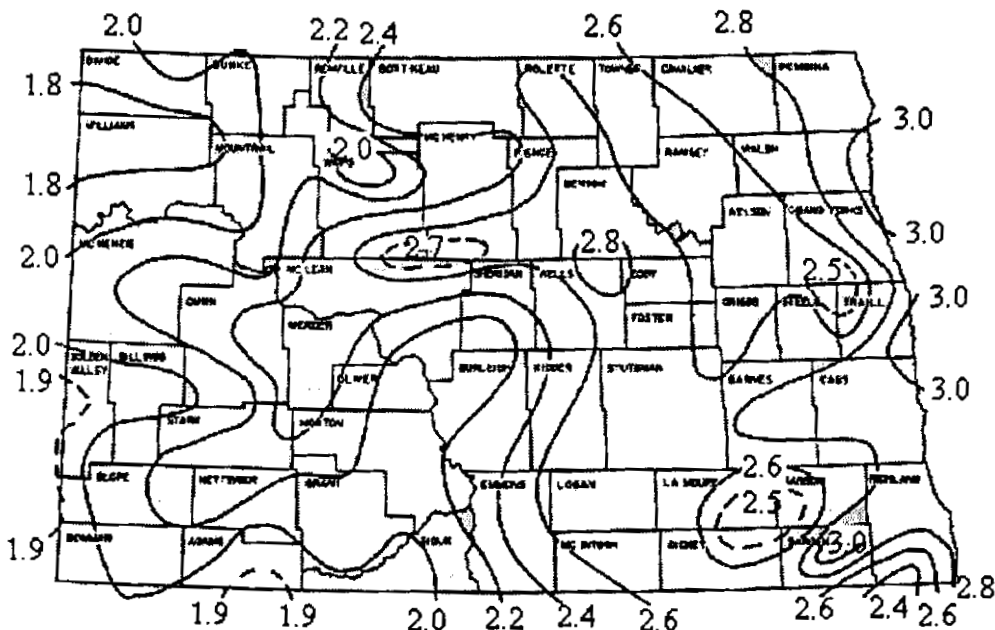 2.0 2.2 2.4 2.6 2.8
DIVIDE BURKE RENVILLE BOTTINEAU ROLETTE TOWNER CAVALIER PEMBINA
1.8
WILLIAMS 3.0
MOUNTRAIL WARD 2.0 MC HENRY PIERCE RAMSEY WALSH
BENSON
1.8
NELSON GRAND FORKS
MC KENZIE 3.0
2.0 2.7 2.8
MC LEAN SHERIDAN WELLS EDDY 2.5
DUNN GRIGGS STEELE TRAILL 3.0
MERCER FOSTER
2.0
GOLDEN VALLEY BILLINGS
1.9 OLIVER BURLEIGH KIDDER STUTSMAN BARNES CASS 3.0
STARK MORTON
2.6
SLOPE HETTINGER GRANT EMMONS LOGAN LA MOURE RANSOM RICHLAND
2.5
1.9 BOWMAN ADAMS SIOUX MC INTOSH DICKEY SARGENT 3.0
2.8
1.9 1.9 2.0 2.2 2.4 2.6 2.6 2.4 2.6